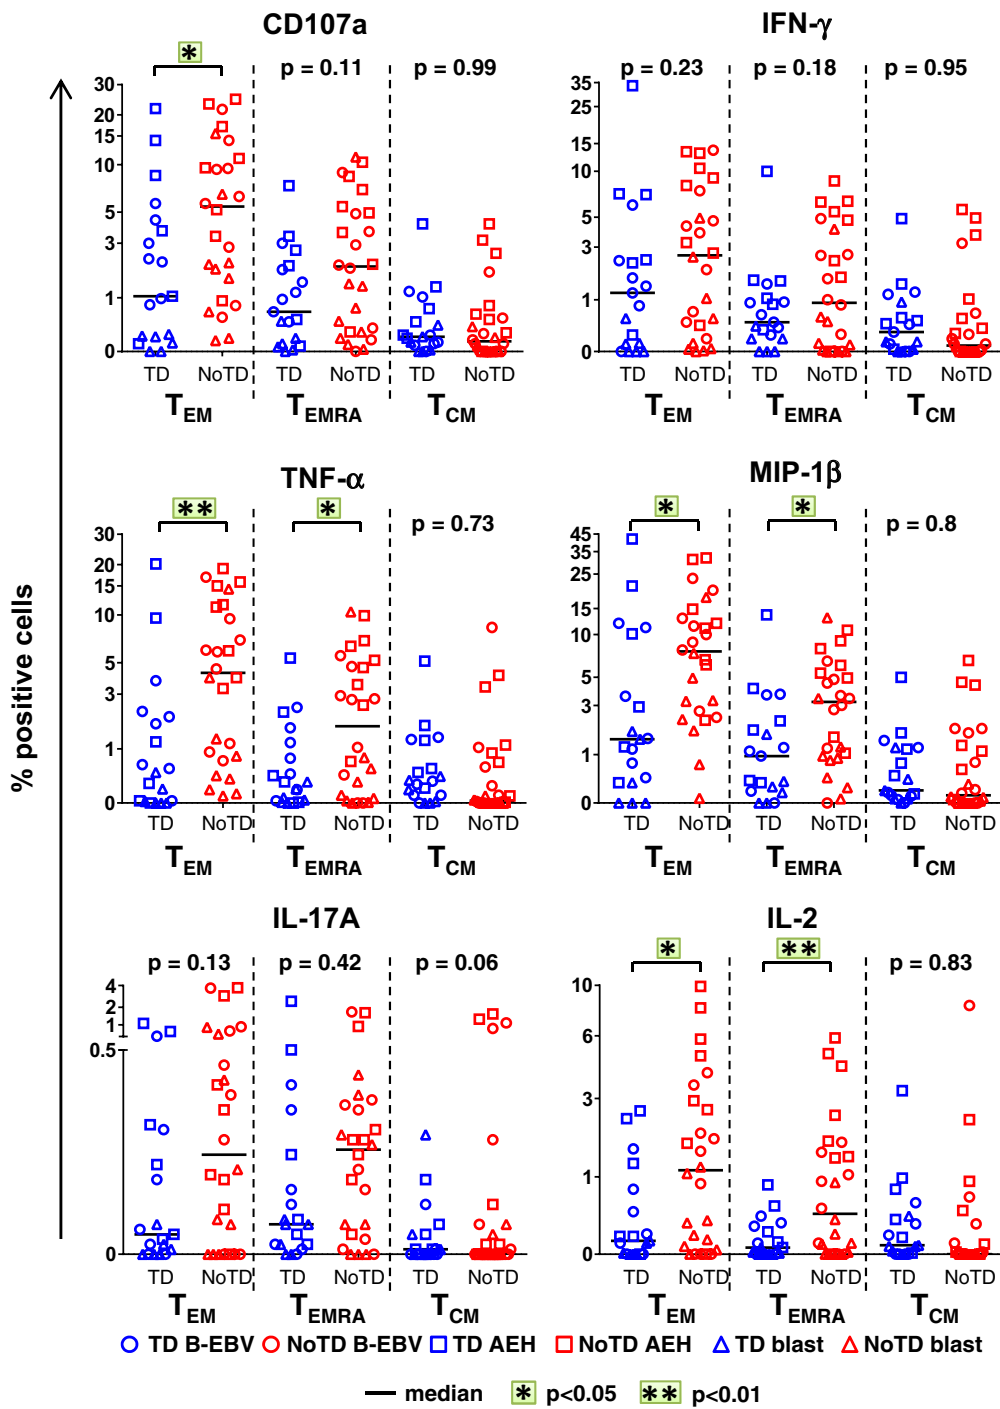 CD107a
IFN-γ
*
p = 0.11
p = 0.99
p = 0.23
p = 0.18
p = 0.95
30
25
20
15
10
5
3
1
0
35
25
15
10
5
3
1
0
TD NoTD TD NoTD TD NoTD
TD NoTD TD NoTD TD NoTD
TEM TEMRA TCM
TEM TEMRA TCM
% positive cells
TNF-α
MIP-1β
**
*
p = 0.73
*
*
p = 0.8
30
20
15
10
5
3
1
0
45
35
25
15
10
5
3
1
0
TD NoTD TD NoTD TD NoTD
TD NoTD TD NoTD TD NoTD
TEM TEMRA TCM
TEM TEMRA TCM
IL-17A
IL-2
p = 0.13
p = 0.42
p = 0.06
*
**
p = 0.83
4
2
1
0.5
0
10
6
3
1
0
TD NoTD TD NoTD TD NoTD
TD NoTD TD NoTD TD NoTD
TEM TEMRA TCM
TEM TEMRA TCM
TD B-EBV NoTD B-EBV TD AEH NoTD AEH TD blast NoTD blast
median * p<0.05 ** p<0.01